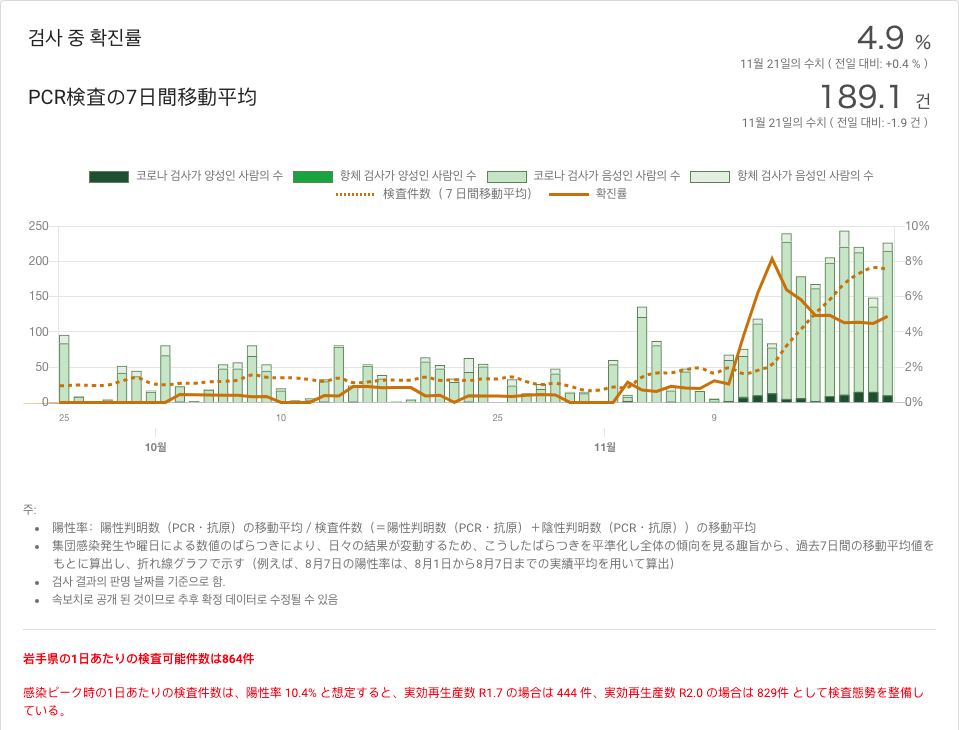 검사 중 확진률
4.9 %
11월 21일의 수치 ( 전일 대비: +0.4 % )
PCR検査の7日間移動平均
189.1 건
11월 21일의 수치 ( 전일 대비: -1.9 건 )
코로나 검사가 양성인 사람의 수 항체 검사가 양성인 사람인 수 코로나 검사가 음성인 사람의 수 항체 검사가 음성인 사람의 수
検査件数（７日間移動平均） 확진률
250 10%
200 8%
150 6%
100 4%
50 2%
0 0%
25 10 25 9
10월 11월
주:
陽性率：陽性判明数（PCR・抗原）の移動平均 / 検査件数（＝陽性判明数（PCR・抗原）＋陰性判明数（PCR・抗原））の移動平均
集団感染発生や曜日による数値のばらつきにより、日々の結果が変動するため、こうしたばらつきを平準化し全体の傾向を見る趣旨から、過去7日間の移動平均値を
もとに算出し、折れ線グラフで示す（例えば、8月7日の陽性率は、8月1日から8月7日までの実績平均を用いて算出）
검사 결과의 판명 날짜를 기준으로 함.
속보치로 공개 된 것이므로 추후 확정 데이터로 수정될 수 있음
岩手県の1日あたりの検査可能件数は864件
感染ピーク時の1日あたりの検査件数は、陽性率 10.4% と想定すると、実効再生産数 R1.7 の場合は 444 件、実効再生産数 R2.0 の場合は 829件 として検査態勢を整備し
ている。